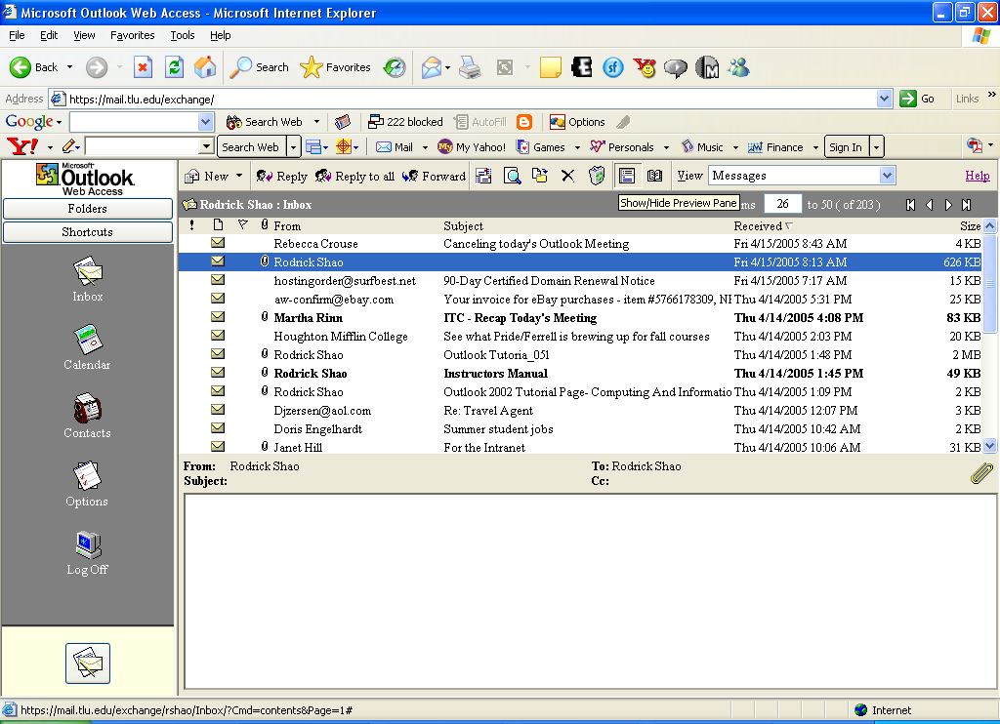 Microsoft Outlook Web Access - Microsoft Internet Explorer
File Edit View Favorites Tools Help
Back Search Favorites
Address https://mail.tlu.edu/exchange/ Go Links »
Google Search Web 222 blocked AutoFill Options
Y! Search Web Mail My Yahoo! Games Personals Music Finance Sign In
Microsoft®
Outlook
Web Access
New Reply Reply to all Forward View Messages Help
Folders
Shortcuts
Inbox
Calendar
Contacts
Options
Log Off
Rodrick Shao : Inbox Show/Hide Preview Pane ms 26 to 50 ( of 203 )
! From Subject Received Size
Rebecca Crouse Canceling today's Outlook Meeting Fri 4/15/2005 8:43 AM 4 KB
Rodrick Shao Fri 4/15/2005 8:13 AM 626 KB
hostingorder@surfbest.net 90-Day Certified Domain Renewal Notice Fri 4/15/2005 7:17 AM 15 KB
aw-confirm@ebay.com Your invoice for eBay purchases - item #5766178309, Thu 4/14/2005 5:31 PM 25 KB
Martha Rinn ITC - Recap Today's Meeting Thu 4/14/2005 4:08 PM 83 KB
Houghton Mifflin College See what Pride/Ferrell is brewing up for fall courses Thu 4/14/2005 2:03 PM 20 KB
Rodrick Shao Outlook Tutoria_05l Thu 4/14/2005 1:48 PM 2 MB
Rodrick Shao Instructors Manual Thu 4/14/2005 1:45 PM 49 KB
Rodrick Shao Outlook 2002 Tutorial Page- Computing And Informatio Thu 4/14/2005 1:09 PM 2 KB
Djzersen@aol.com Re: Travel Agent Thu 4/14/2005 12:07 PM 3 KB
Doris Engelhardt Summer student jobs Thu 4/14/2005 10:42 AM 2 KB
Janet Hill For the Intranet Thu 4/14/2005 10:06 AM 31 KB
From: Rodrick Shao To: Rodrick Shao
Subject: Cc:
https://mail.tlu.edu/exchange/rshao/Inbox/?Cmd=contents&Page=1# Internet